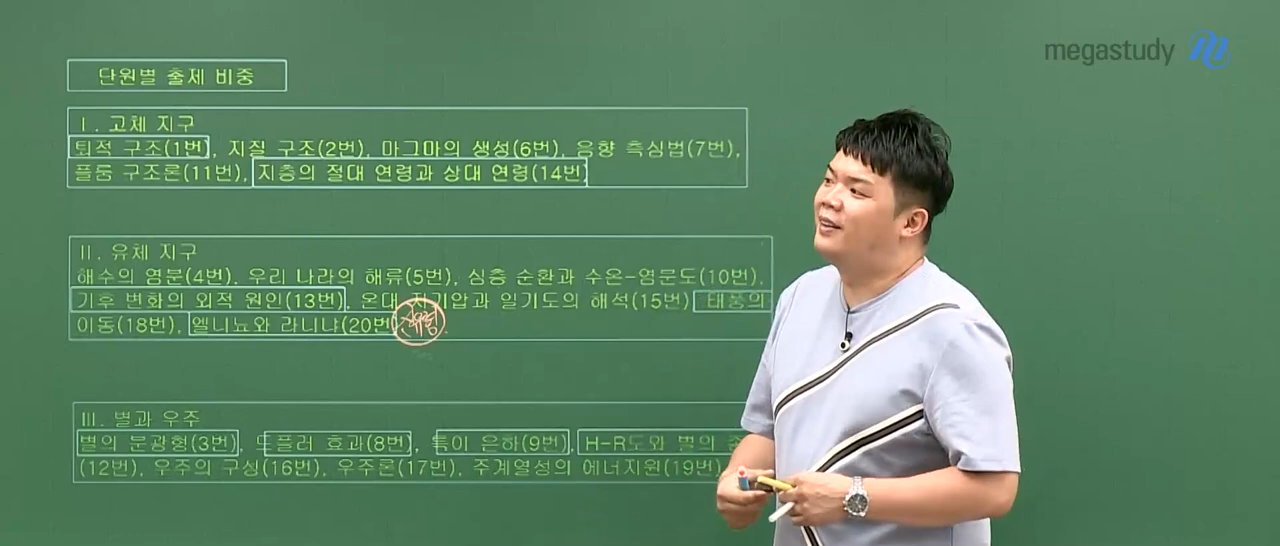 megastudy
단원별 출제 비중
Ⅰ. 고체 지구
퇴적 구조(1번), 지질 구조(2번), 마그마의 생성(6번), 음향 측심법(7번),
플룸 구조론(11번), 지층의 절대 연령과 상대 연령(14번)
Ⅱ. 유체 지구
해수의 염분(4번), 우리 나라의 해류(5번), 심층 순환과 수온-염분도(10번),
기후 변화의 외적 원인(13번), 온대 저기압과 일기도의 해석(15번) 태풍의
이동(18번), 엘니뇨와 라니냐(20번
Ⅲ. 별과 우주
별의 분광형(3번), 도플러 효과(8번), 특이 은하(9번), H-R도와 별의
(12번), 우주의 구성(16번), 우주론(17번), 주계열성의 에너지원(19번)